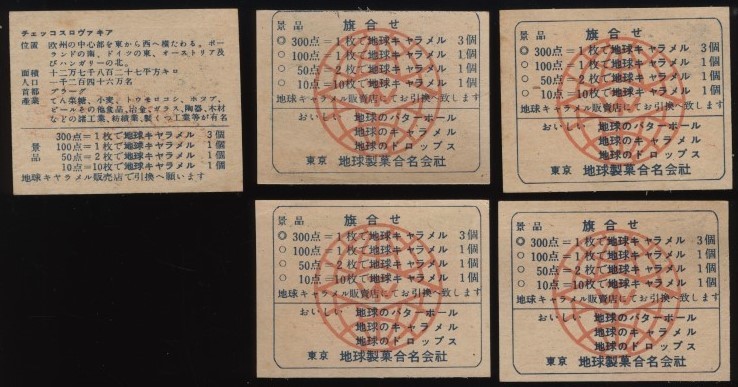 チェッコスロヴァキア
位置 欧州の中心部を東から西へ横たわる。ポー
ランドの南、ドイツの東、オーストリア及
びハンガリーの北。
面積 十二万七千八百二十七平方キロ
人口 一千二百四十六万名
首都 プラーグ
産業 てん菜糖、小麦、トウモロコシ、ホップ、
ビールその他食品、冶金、ガラス、陶器、木材
などの諸工業、紡績業、製くつ工業等が有名
景品
300点=1枚で地球キャラメル 3個
100点=1枚で地球キャラメル 1個
50点=2枚で地球キャラメル 1個
10点=10枚で地球キャラメル 1個
地球キヤラメル販売店で引換へ願います
景品 旗合せ
◎ 300点=1枚で地球キャラメル 3個
○ 100点=1枚で地球キャラメル 1個
○ 50点=2枚で地球キャラメル 1個
○ 10点=10枚で地球キャラメル 1個
地球キャラメル販売店にてお引換へ致します
おいしい 地球のバターボール
地球のキャラメル
地球のドロップス
東京 地球製菓合名会社
景品 旗合せ
◎ 300点=1枚で地球キャラメル 3個
○ 100点=1枚で地球キャラメル 1個
○ 50点=2枚で地球キャラメル 1個
○ 10点=10枚で地球キャラメル 1個
地球キャラメル販売店にてお引換へ致します
おいしい 地球のバターボール
地球のキャラメル
地球のドロップス
東京 地球製菓合名会社
景品 旗合せ
◎ 300点=1枚で地球キャラメル 3個
○ 100点=1枚で地球キャラメル 1個
○ 50点=2枚で地球キャラメル 1個
○ 10点=10枚で地球キャラメル 1個
地球キャラメル販売店にてお引換へ致します
おいしい 地球のバターボール
地球のキャラメル
地球のドロップス
東京 地球製菓合名会社
景品 旗合せ
◎ 300点=1枚で地球キャラメル 3個
○ 100点=1枚で地球キャラメル 1個
○ 50点=2枚で地球キャラメル 1個
○ 10点=10枚で地球キャラメル 1個
地球キャラメル販売店にてお引換へ致します
おいしい 地球のバターボール
地球のキャラメル
地球のドロップス
東京 地球製菓合名会社